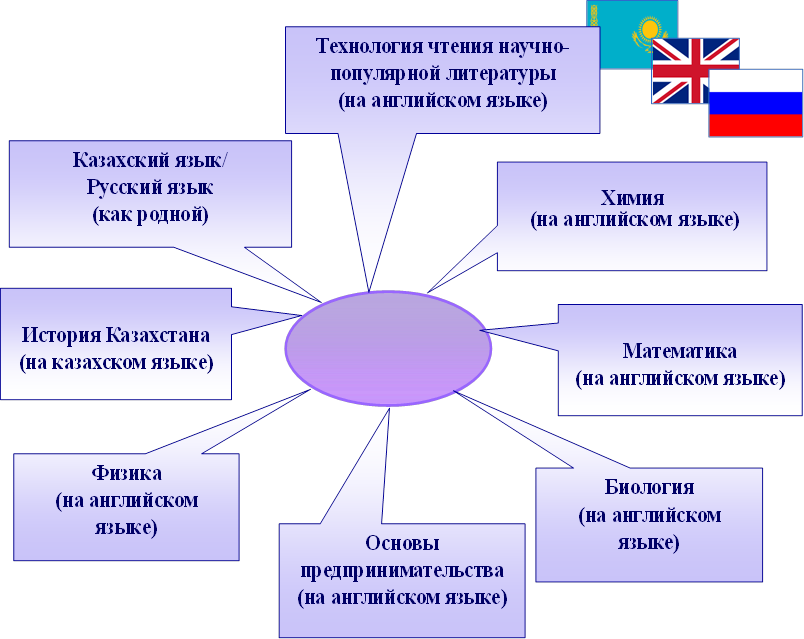 Технология чтения научно-
популярной литературы
(на английском языке)
Казахский язык/
Русский язык
(как родной)
Химия
(на английском языке)
История Казахстана
(на казахском языке)
Математика
(на английском языке)
Физика
(на английском
языке)
Биология
(на английском
языке)
Основы
предпринимательства
(на английском языке)